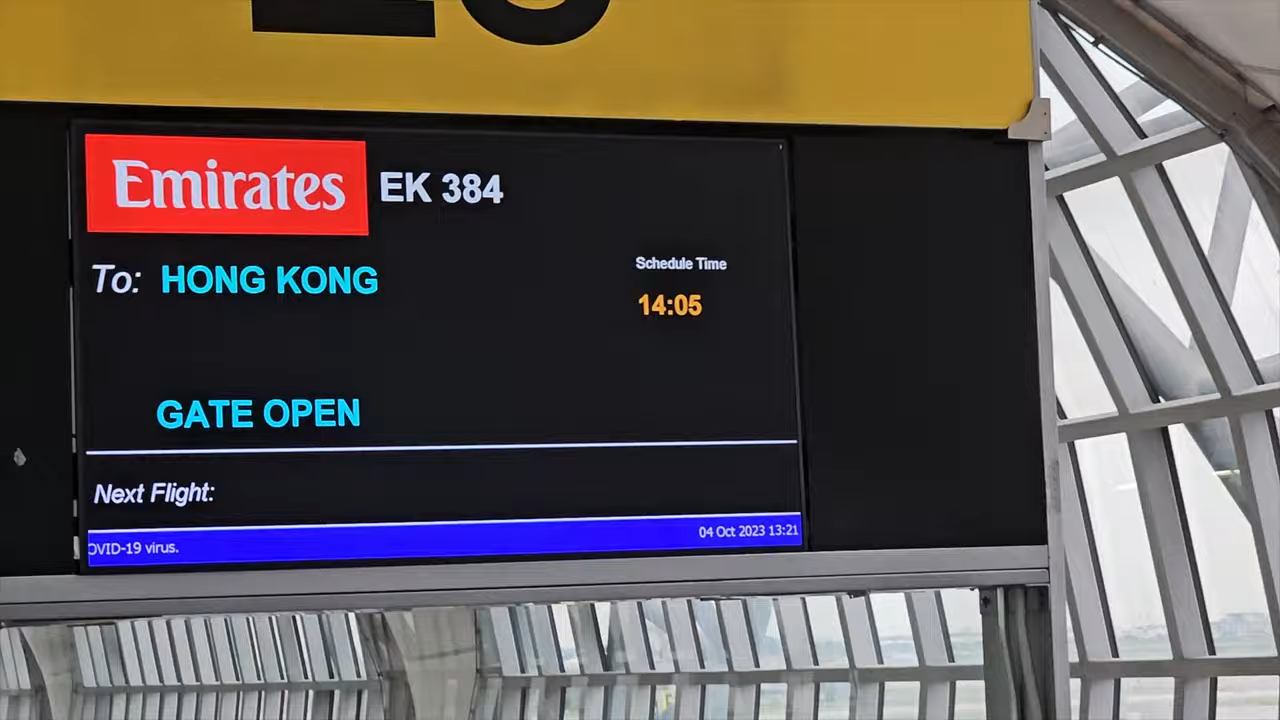 Emirates EK 384
To: HONG KONG
Schedule Time
14:05
GATE OPEN
Next Flight:
OVID-19 virus.
04 Oct 2023 13:21